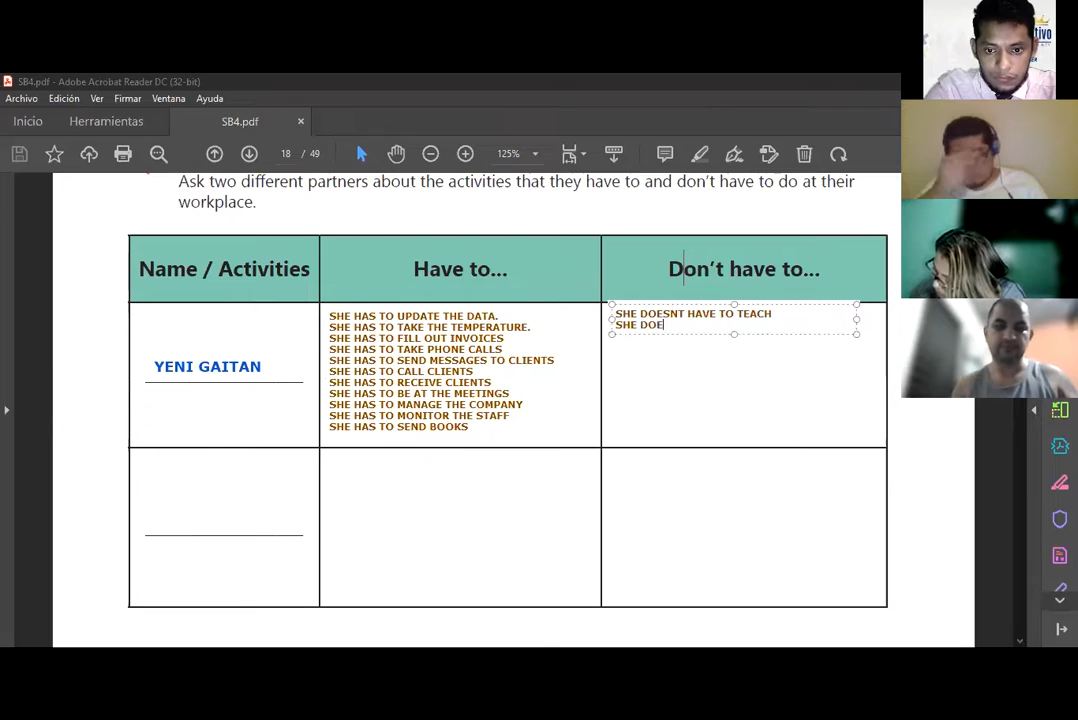 SB4.pdf - Adobe Acrobat Reader DC (32-bit)
Archivo Edición Ver Firmar Ventana Ayuda
Inicio Herramientas SB4.pdf ×
18 / 49 125%
Ask two different partners about the activities that they have to and don't have to do at their
workplace.
Name / Activities Have to... Don't have to...
YENI GAITAN
SHE HAS TO UPDATE THE DATA.
SHE HAS TO TAKE THE TEMPERATURE.
SHE HAS TO FILL OUT INVOICES
SHE HAS TO TAKE PHONE CALLS
SHE HAS TO SEND MESSAGES TO CLIENTS
SHE HAS TO CALL CLIENTS
SHE HAS TO RECEIVE CLIENTS
SHE HAS TO BE AT THE MEETINGS
SHE HAS TO MANAGE THE COMPANY
SHE HAS TO MONITOR THE STAFF
SHE HAS TO SEND BOOKS
SHE DOESNT HAVE TO TEACH
SHE DOE